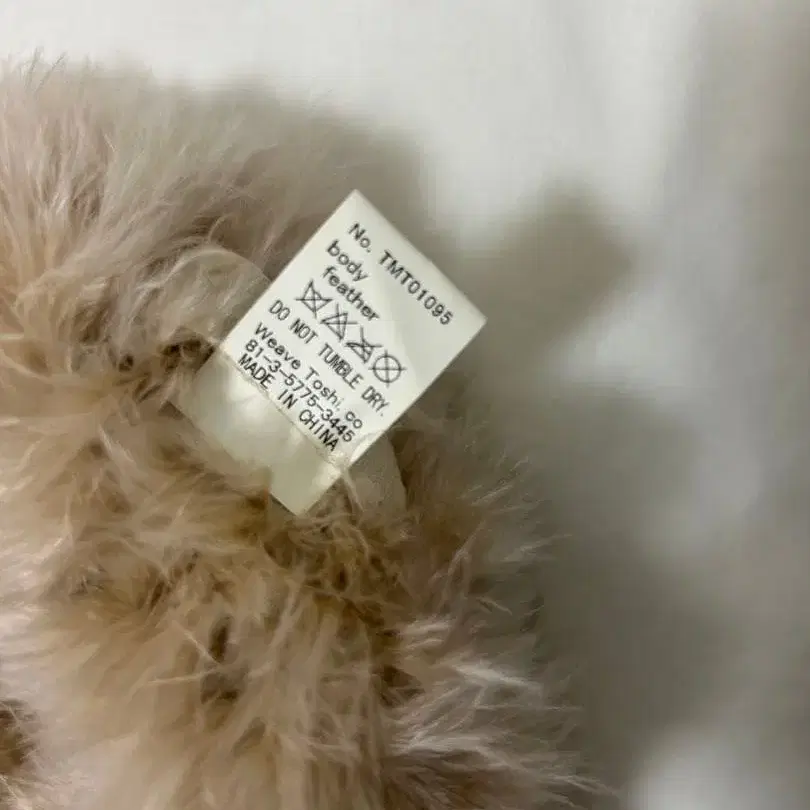 No. TMT01095
body
feather
DO NOT TUMBLE DRY.
Weave Toshi.co
81-3-5775-3445
MADE IN CHINA